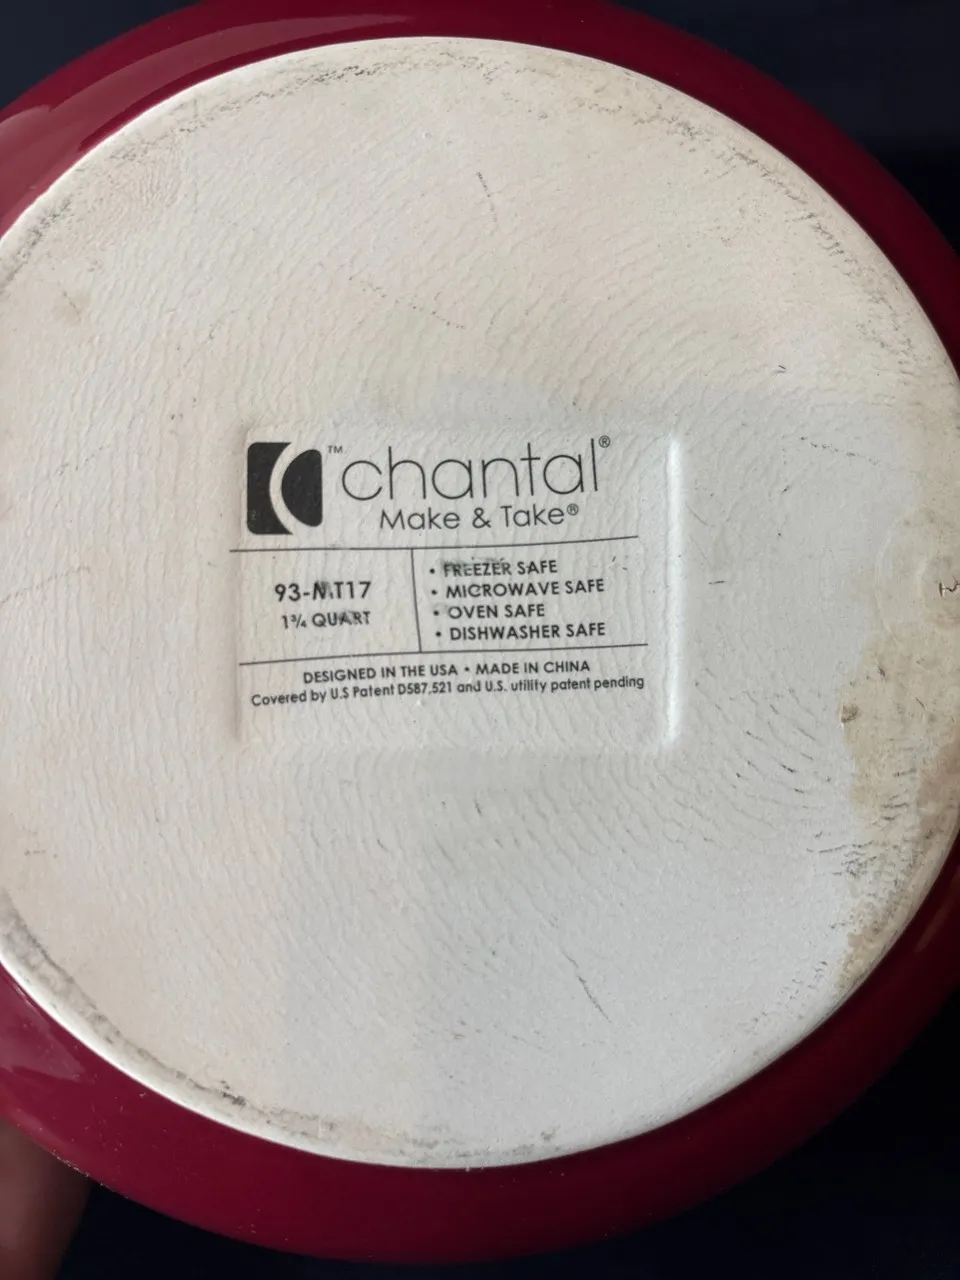 ™ chantal®
Make & Take®
93-MT17
1¾ QUART
• FREEZER SAFE
• MICROWAVE SAFE
• OVEN SAFE
• DISHWASHER SAFE
DESIGNED IN THE USA • MADE IN CHINA
Covered by U.S Patent D587,521 and U.S. utility patent pending